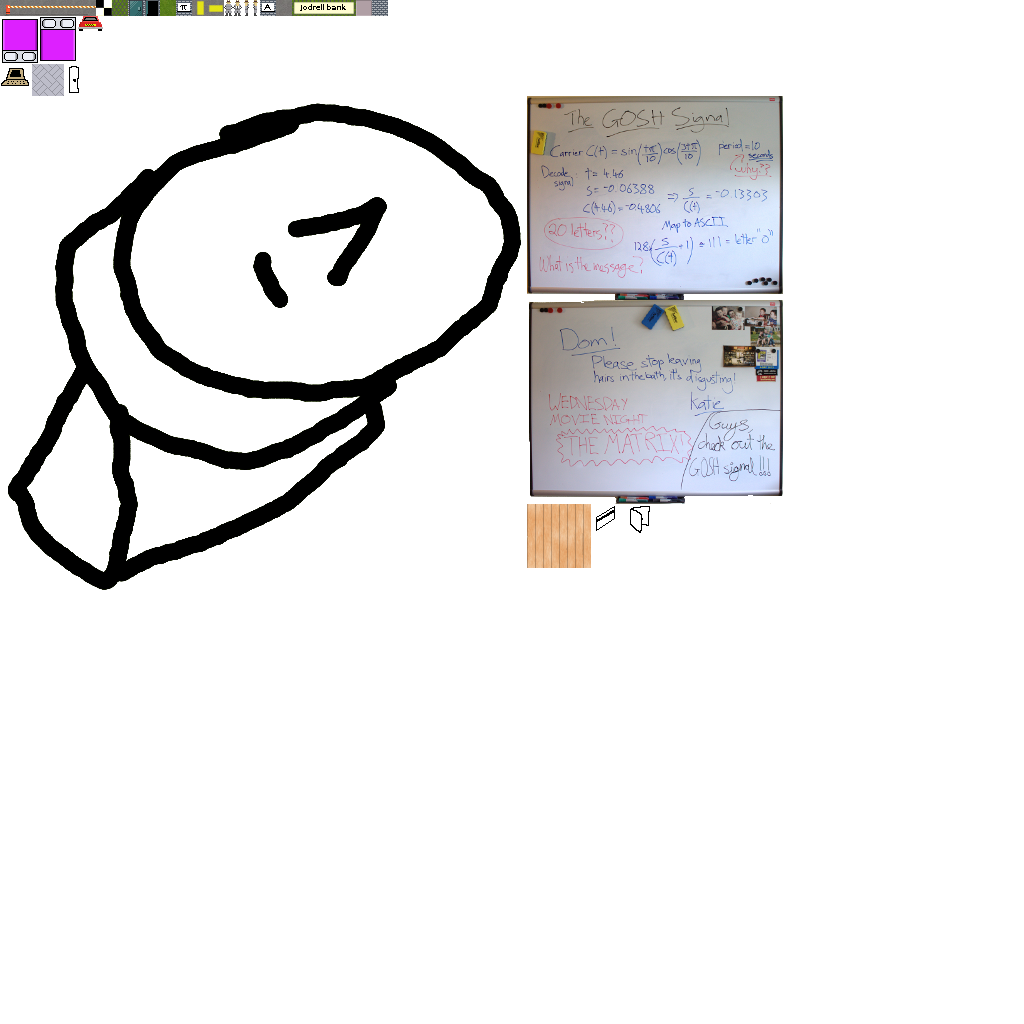 π
A
jodrell bank
The GOSH Signal
Carrier C(t) = sin(tπ/10) cos(3tπ/10) period=10 seconds
(Why??)
Decode signal: t = 4.46
S = -0.06388
C(4.46) = -0.4806 ⇒ S/C(t) = -0.13303
20 letters??
Map to ASCII
128×(S/C(t)+1) ≈ 111 = letter "o"
What is the message?
Dom!
Please stop leaving
hairs in the bath, it's disgusting!
Katie
WEDNESDAY
MOVIE NIGHT
THE MATRIX!
Guys,
check out the
GOSH signal!!!